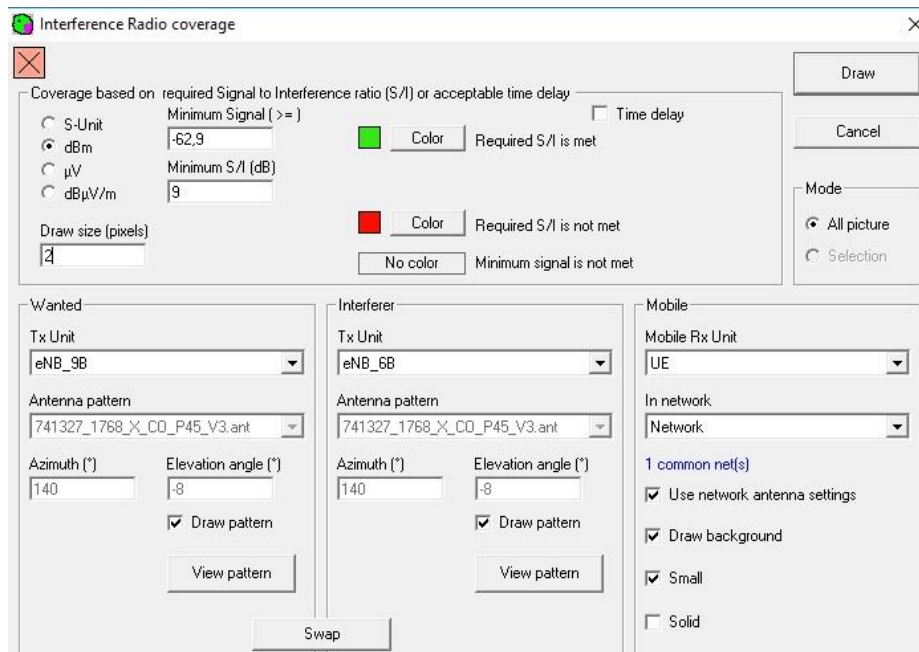 Interference Radio coverage
Draw
Cancel
Coverage based on required Signal to Interference ratio (S/I) or acceptable time delay
S-Unit
dBm
µV
dBµV/m
Minimum Signal ( >= )
-62,9
Minimum S/I (dB)
9
Time delay
Color Required S/I is met
Color Required S/I is not met
No color Minimum signal is not met
Draw size (pixels)
2
Mode
All picture
Selection
Wanted
Tx Unit
eNB_9B
Antenna pattern
741327_1768_X_CO_P45_V3.ant
Azimuth (°) Elevation angle (°)
140 -8
Draw pattern
View pattern
Interferer
Tx Unit
eNB_6B
Antenna pattern
741327_1768_X_CO_P45_V3.ant
Azimuth (°) Elevation angle (°)
140 -8
Draw pattern
View pattern
Swap
Mobile
Mobile Rx Unit
UE
In network
Network
1 common net(s)
Use network antenna settings
Draw background
Small
Solid